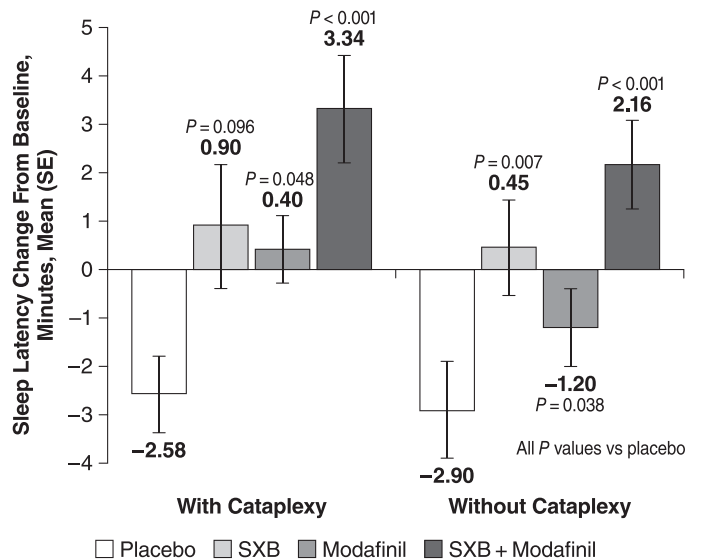 Sleep Latency Change From Baseline,
Minutes, Mean (SE)
5
4
3
2
1
0
−1
−2
−3
−4
−2.58
P = 0.096
0.90
P = 0.048
0.40
P < 0.001
3.34
−2.90
P = 0.007
0.45
−1.20
P = 0.038
P < 0.001
2.16
All P values vs placebo
With Cataplexy
Without Cataplexy
Placebo
SXB
Modafinil
SXB + Modafinil